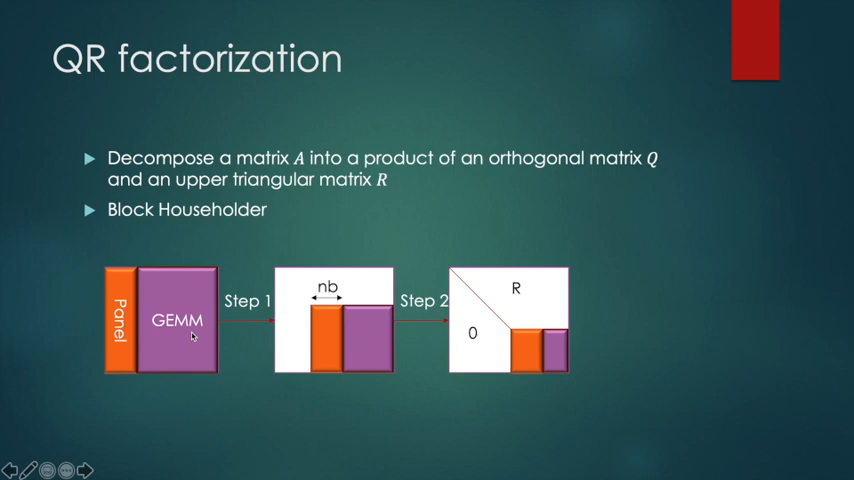 QR factorization
Decompose a matrix A into a product of an orthogonal matrix Q
and an upper triangular matrix R
Block Householder
Panel
GEMM
Step 1
nb
Step 2
R
0